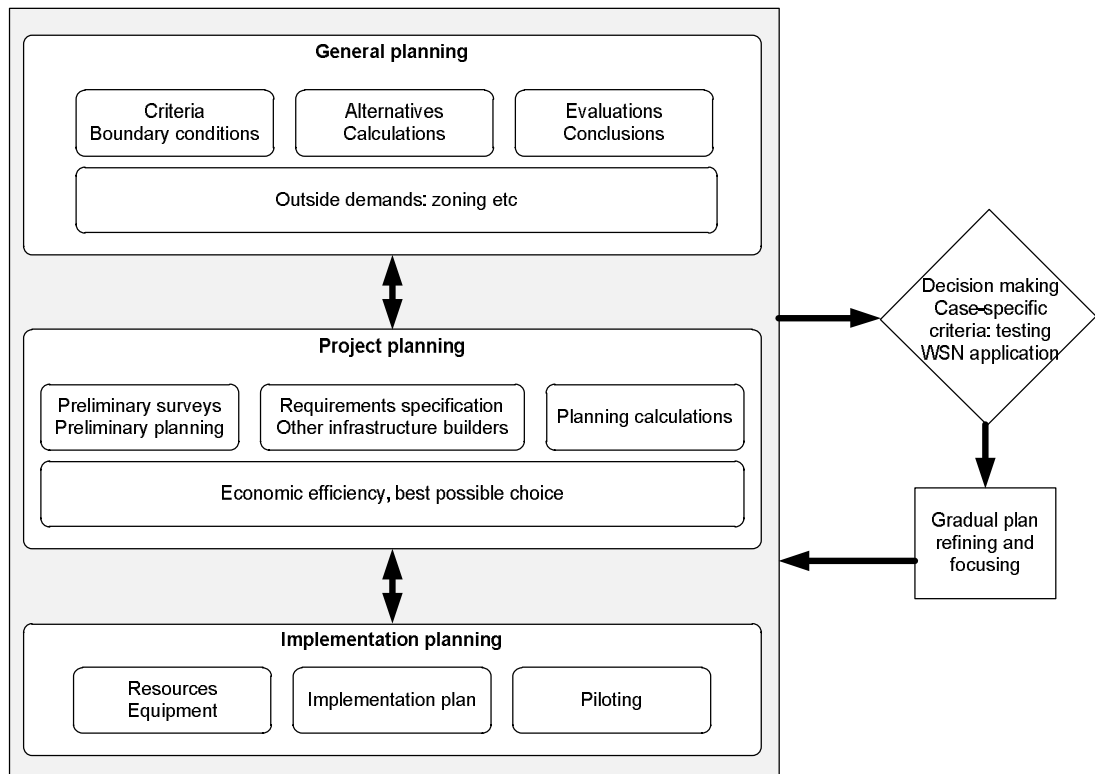 General planning
Criteria
Boundary conditions
Alternatives
Calculations
Evaluations
Conclusions
Outside demands: zoning etc
Project planning
Preliminary surveys
Preliminary planning
Requirements specification
Other infrastructure builders
Planning calculations
Economic efficiency, best possible choice
Implementation planning
Resources
Equipment
Implementation plan
Piloting
Decision making
Case-specific
criteria: testing
WSN application
Gradual plan
refining and
focusing